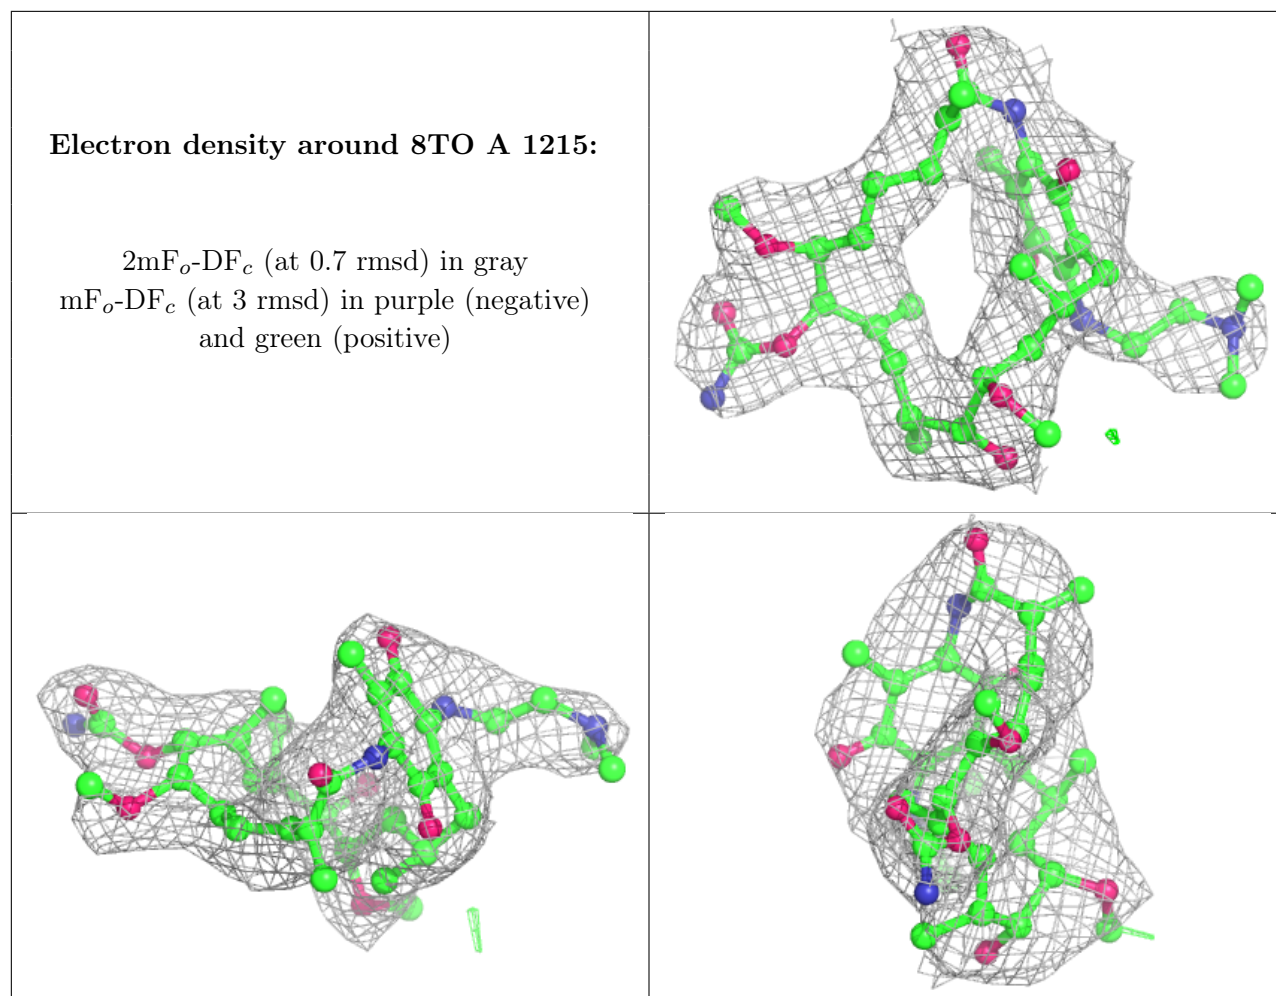 Electron density around 8TO A 1215:
2mFo-DFc (at 0.7 rmsd) in gray
mFo-DFc (at 3 rmsd) in purple (negative)
and green (positive)